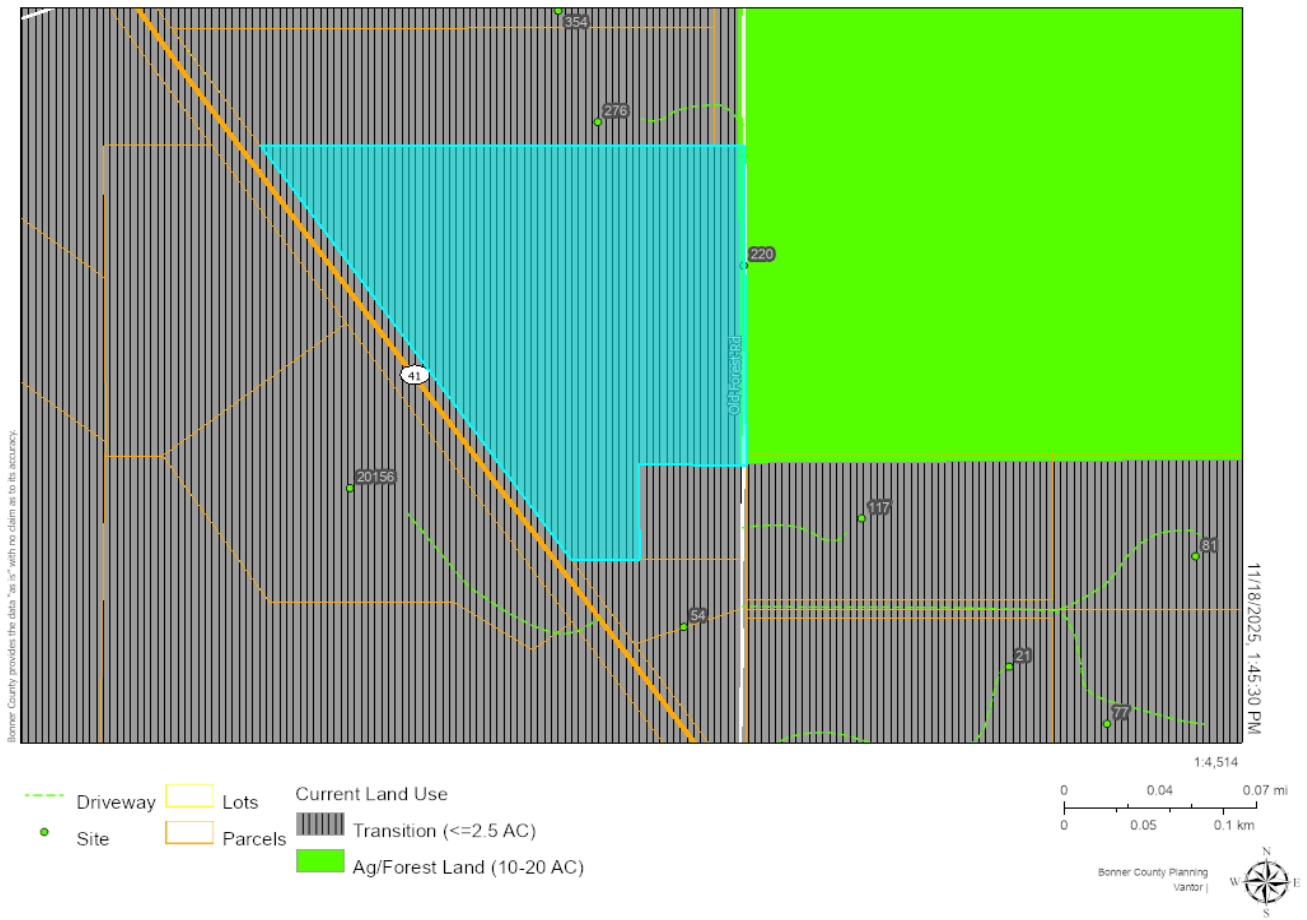 354
276
220
Old Forest Rd
41
20156
117
81
54
21
77
Bonner County provides the data "as is" with no claim as to its accuracy.
11/18/2025, 1:45:30 PM
1:4,514
Driveway
Lots
Current Land Use
Site
Parcels
Transition (<=2.5 AC)
Ag/Forest Land (10-20 AC)
0 0.04 0.07 mi
0 0.05 0.1 km
Bonner County Planning
Vantor |
N
W E
S